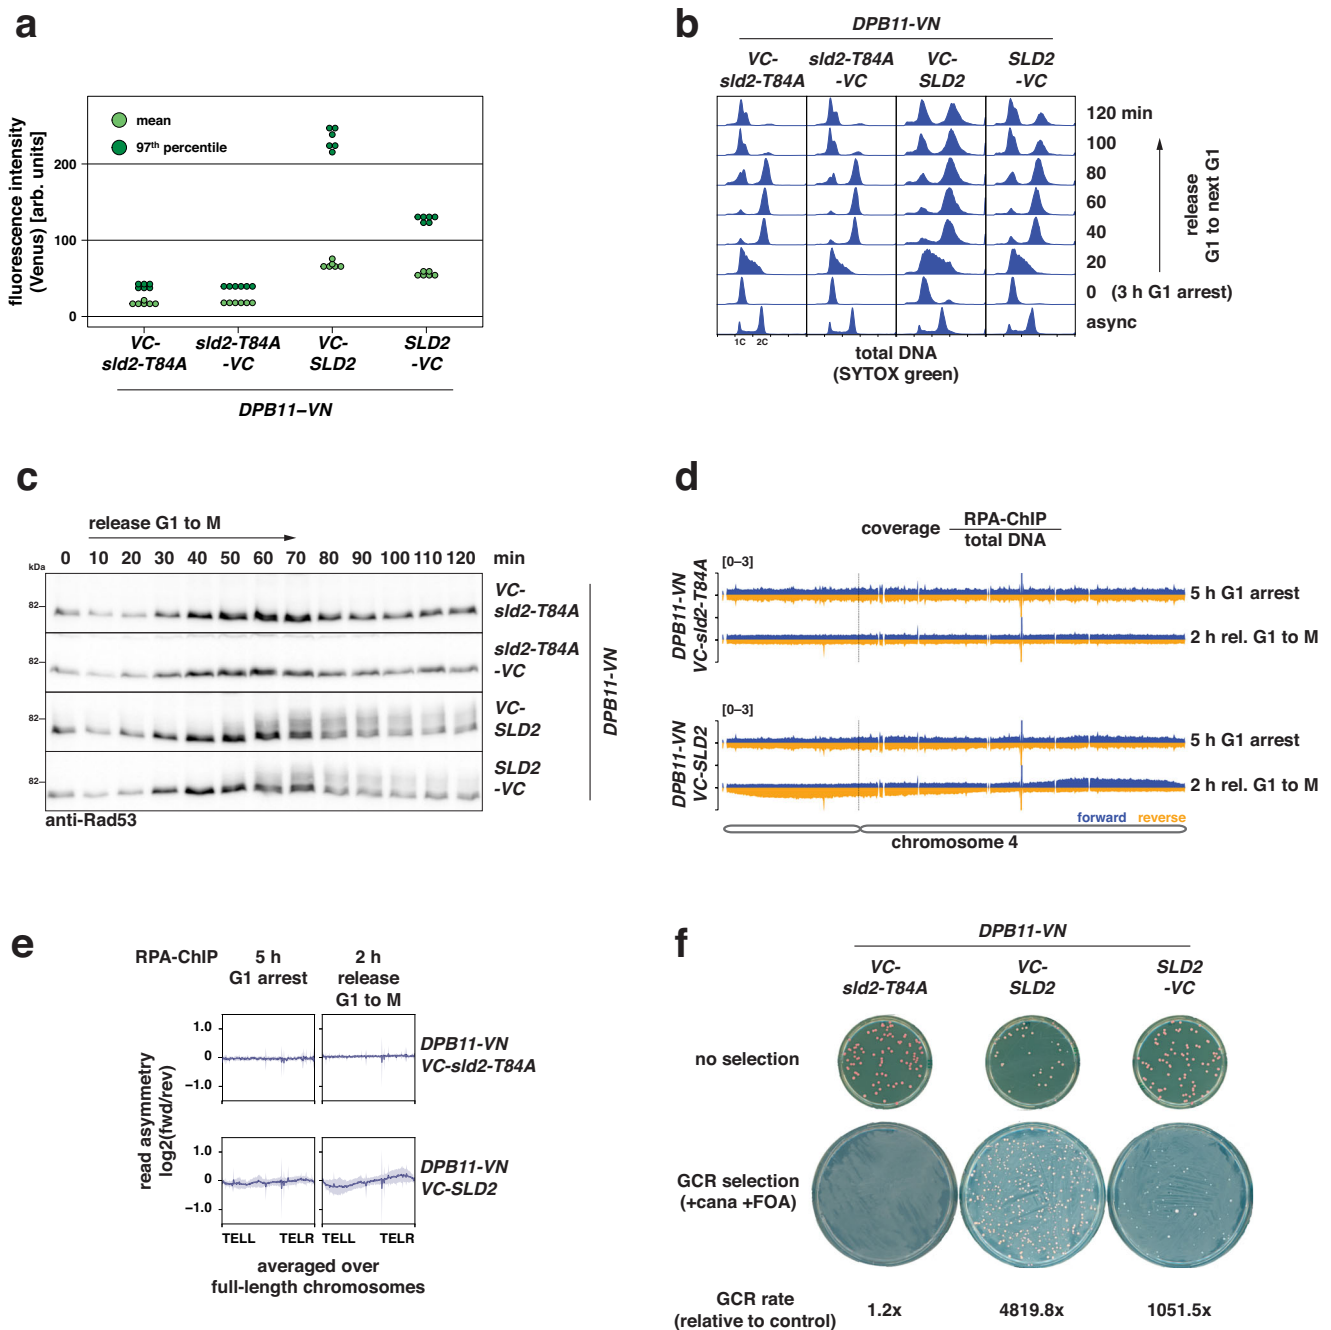 a
fluorescence intensity
(Venus) [arb. units]
mean
97th percentile
200
100
0
VC-
sld2-T84A
sld2-T84A
-VC
VC-
SLD2
SLD2
-VC
DPB11–VN
b
DPB11-VN
VC-
sld2-T84A
sld2-T84A
-VC
VC-
SLD2
SLD2
-VC
120 min
100
80
60
40
20
0 (3 h G1 arrest)
async
release
G1 to next G1
1C 2C
total DNA
(SYTOX green)
c
release G1 to M
0 10 20 30 40 50 60 70 80 90 100 110 120 min
kDa
82
VC-
sld2-T84A
82
sld2-T84A
-VC
82
VC-
SLD2
82
SLD2
-VC
DPB11-VN
anti-Rad53
d
coverage
RPA-ChIP
total DNA
[0–3]
DPB11-VN
VC-sld2-T84A
5 h G1 arrest
2 h rel. G1 to M
[0–3]
DPB11-VN
VC-SLD2
5 h G1 arrest
2 h rel. G1 to M
forward reverse
chromosome 4
e
RPA-ChIP
5 h
G1 arrest
2 h
release
G1 to M
read asymmetry
log2(fwd/rev)
1.0
0
−1.0
DPB11-VN
VC-sld2-T84A
1.0
0
−1.0
DPB11-VN
VC-SLD2
TELL TELR TELL TELR
averaged over
full-length chromosomes
f
DPB11-VN
VC-
sld2-T84A
VC-
SLD2
SLD2
-VC
no selection
GCR selection
(+cana +FOA)
GCR rate
(relative to control)
1.2x 4819.8x 1051.5x